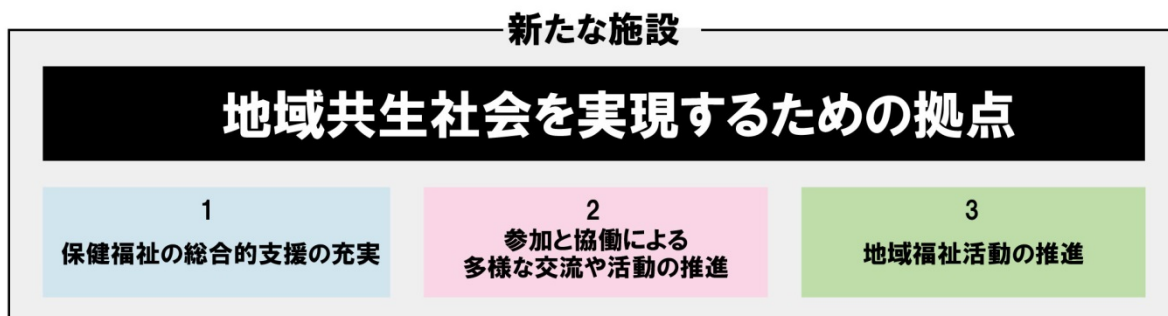 新たな施設
地域共生社会を実現するための拠点
1
保健福祉の総合的支援の充実
2
参加と協働による
多様な交流や活動の推進
3
地域福祉活動の推進